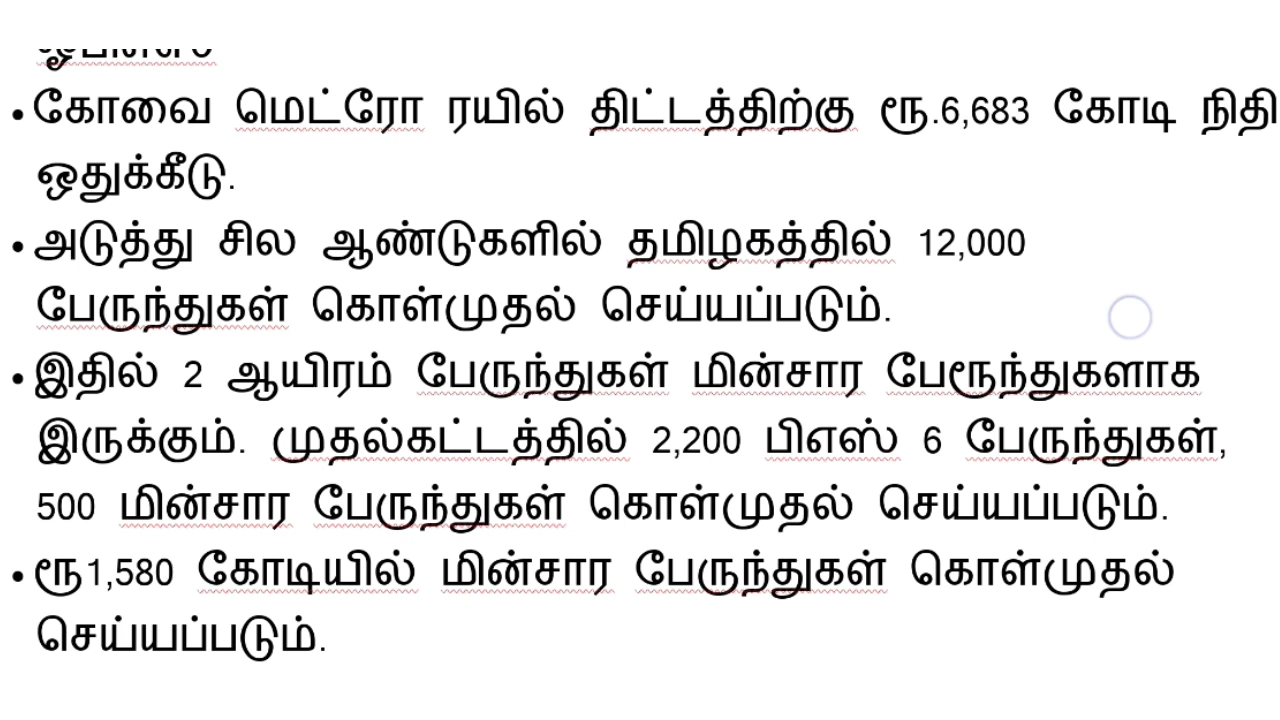 • கோவை மெட்ரோ ரயில் திட்டத்திற்கு ரூ.6,683 கோடி நிதி
ஒதுக்கீடு.
• அடுத்து சில ஆண்டுகளில் தமிழகத்தில் 12,000
பேருந்துகள் கொள்முதல் செய்யப்படும்.
• இதில் 2 ஆயிரம் பேருந்துகள் மின்சார பேரூந்துகளாக
இருக்கும். முதல்கட்டத்தில் 2,200 பிஎஸ் 6 பேருந்துகள்,
500 மின்சார பேருந்துகள் கொள்முதல் செய்யப்படும்.
• ரூ1,580 கோடியில் மின்சார பேருந்துகள் கொள்முதல்
செய்யப்படும்.